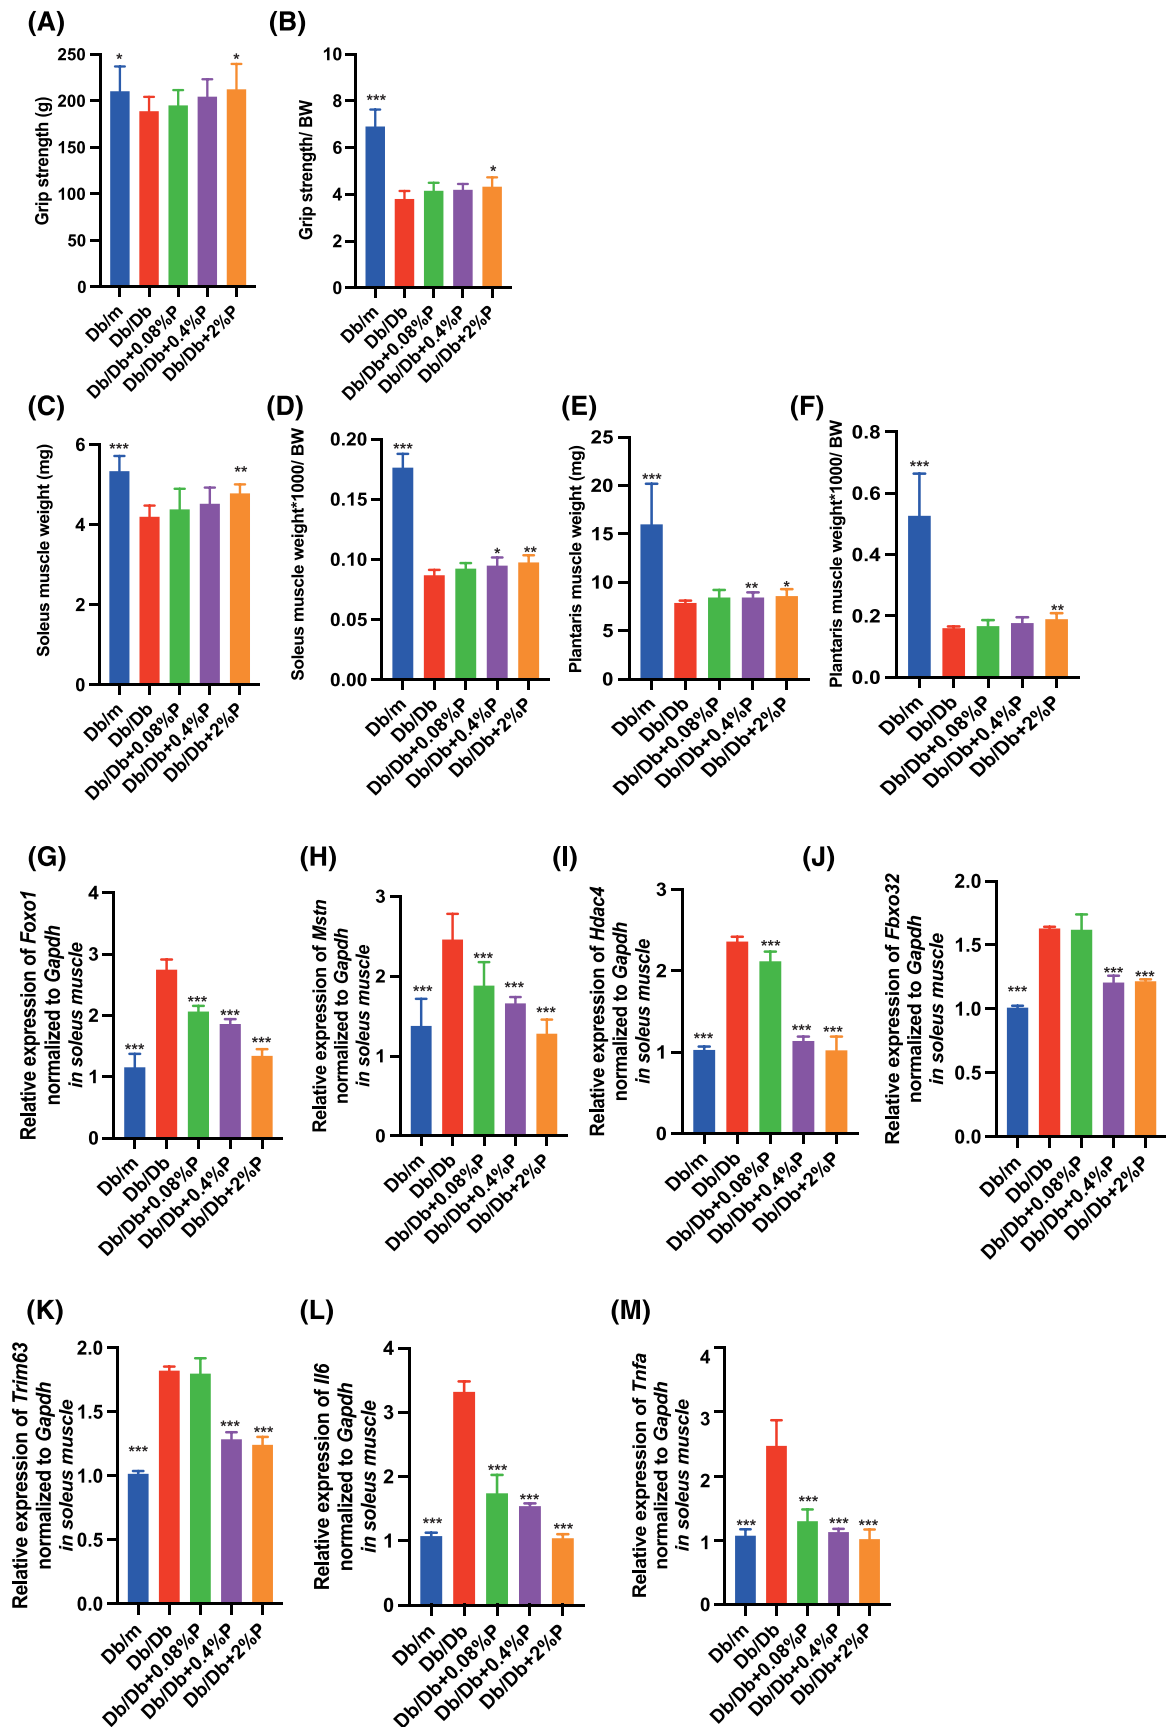 (A)
Grip strength (g)
250
200
150
100
50
0
*
*
Db/m
Db/Db
Db/Db+0.08%P
Db/Db+0.4%P
Db/Db+2%P
(B)
Grip strength/ BW
10
8
6
4
2
0
***
*
Db/m
Db/Db
Db/Db+0.08%P
Db/Db+0.4%P
Db/Db+2%P
(C)
Soleus muscle weight (mg)
6
4
2
0
***
**
Db/m
Db/Db
Db/Db+0.08%P
Db/Db+0.4%P
Db/Db+2%P
(D)
Soleus muscle weight*1000/ BW
0.20
0.15
0.10
0.05
0.00
***
*
**
Db/m
Db/Db
Db/Db+0.08%P
Db/Db+0.4%P
Db/Db+2%P
(E)
Plantaris muscle weight (mg)
25
20
15
10
5
0
***
**
*
Db/m
Db/Db
Db/Db+0.08%P
Db/Db+0.4%P
Db/Db+2%P
(F)
Plantaris muscle weight*1000/ BW
0.8
0.6
0.4
0.2
0.0
***
**
Db/m
Db/Db
Db/Db+0.08%P
Db/Db+0.4%P
Db/Db+2%P
(G)
Relative expression of Foxo1
normalized to Gapdh
in soleus muscle
4
3
2
1
0
***
***
***
***
Db/m
Db/Db
Db/Db+0.08%P
Db/Db+0.4%P
Db/Db+2%P
(H)
Relative expression of Mstn
normalized to Gapdh
in soleus muscle
3
2
1
0
***
***
***
***
Db/m
Db/Db
Db/Db+0.08%P
Db/Db+0.4%P
Db/Db+2%P
(I)
Relative expression of Hdac4
normalized to Gapdh
in soleus muscle
3
2
1
0
***
***
***
***
Db/m
Db/Db
Db/Db+0.08%P
Db/Db+0.4%P
Db/Db+2%P
(J)
Relative expression of Fbxo32
normalized to Gapdh
in soleus muscle
2.0
1.5
1.0
0.5
0.0
***
***
***
Db/m
Db/Db
Db/Db+0.08%P
Db/Db+0.4%P
Db/Db+2%P
(K)
Relative expression of Trim63
normalized to Gapdh
in soleus muscle
2.0
1.5
1.0
0.5
0.0
***
***
***
Db/m
Db/Db
Db/Db+0.08%P
Db/Db+0.4%P
Db/Db+2%P
(L)
Relative expression of Il6
normalized to Gapdh
in soleus muscle
4
3
2
1
0
***
***
***
***
Db/m
Db/Db
Db/Db+0.08%P
Db/Db+0.4%P
Db/Db+2%P
(M)
Relative expression of Tnfa
normalized to Gapdh
in soleus muscle
4
3
2
1
0
***
***
***
***
Db/m
Db/Db
Db/Db+0.08%P
Db/Db+0.4%P
Db/Db+2%P